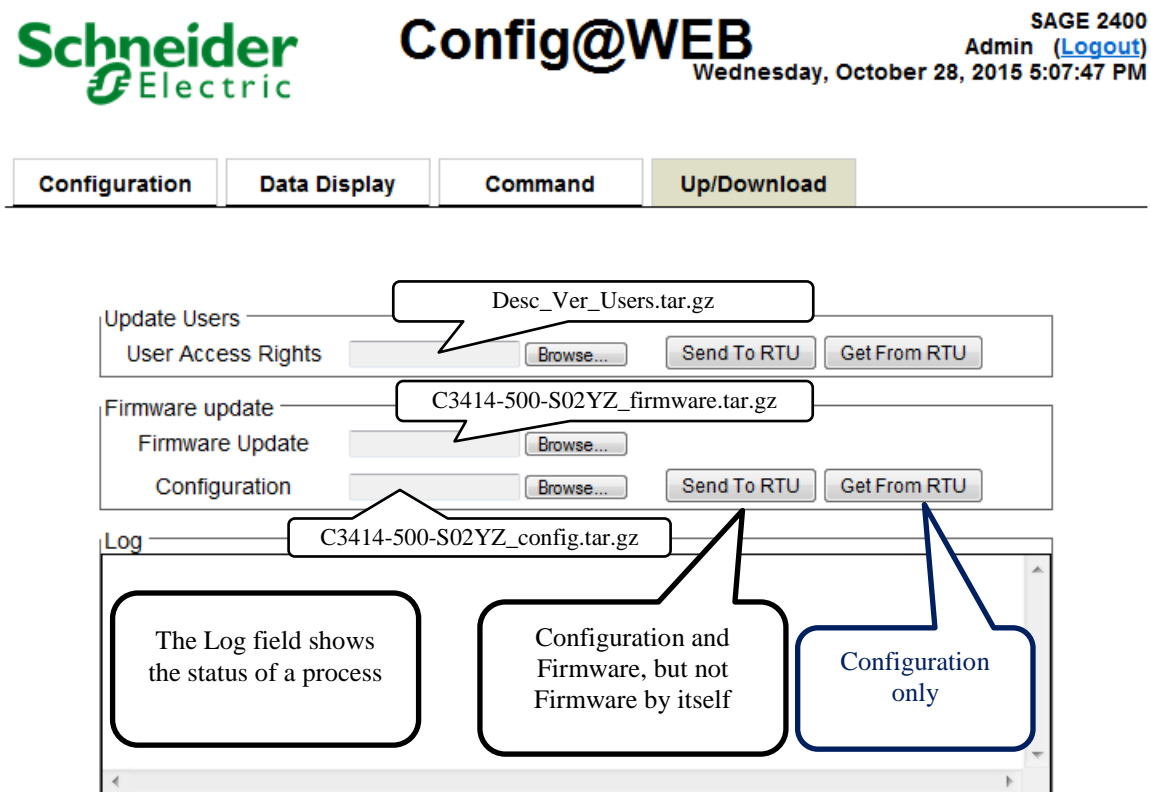 Schneider Electric
Config@WEB
SAGE 2400
Admin (Logout)
Wednesday, October 28, 2015 5:07:47 PM
Configuration Data Display Command Up/Download
Desc_Ver_Users.tar.gz
Update Users
User Access Rights Browse... Send To RTU Get From RTU
C3414-500-S02YZ_firmware.tar.gz
Firmware update
Firmware Update Browse...
Configuration Browse... Send To RTU Get From RTU
C3414-500-S02YZ_config.tar.gz
Log
The Log field shows
the status of a process
Configuration and
Firmware, but not
Firmware by itself
Configuration
only